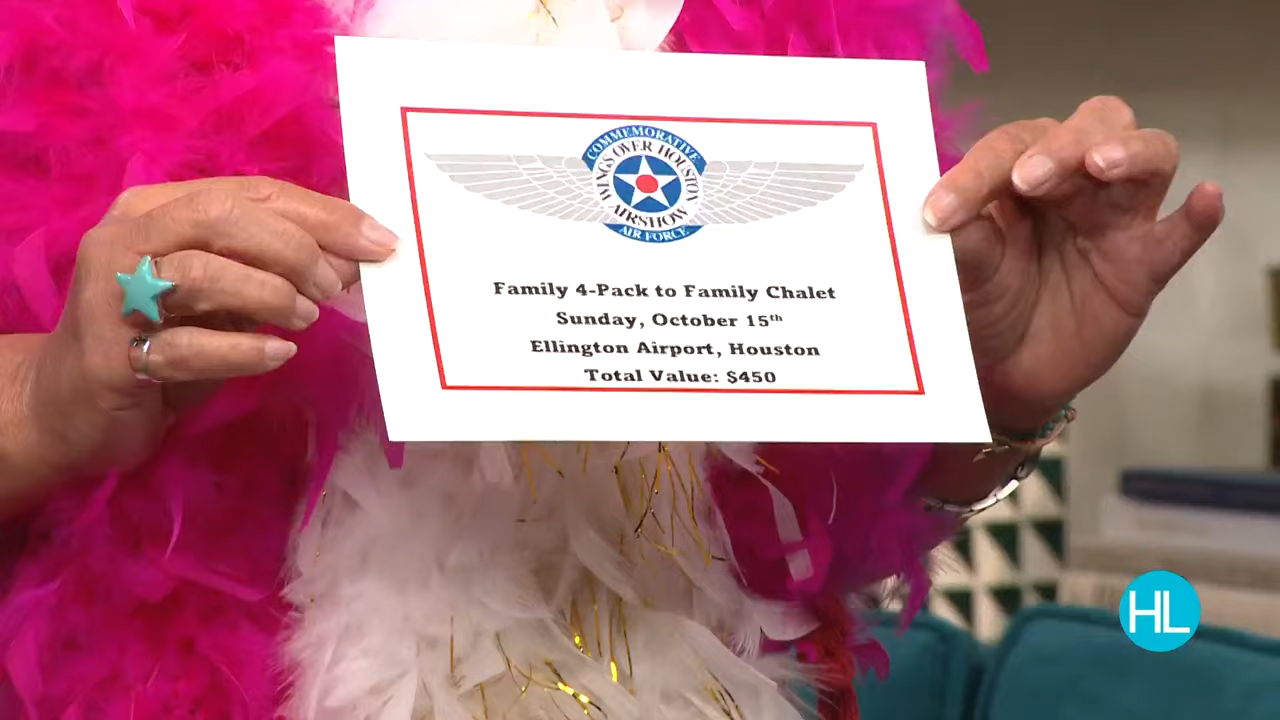 COMMEMORATIVE
WINGS OVER HOUSTON
AIRSHOW
AIR FORCE
Family 4-Pack to Family Chalet
Sunday, October 15th
Ellington Airport, Houston
Total Value: $450
HL